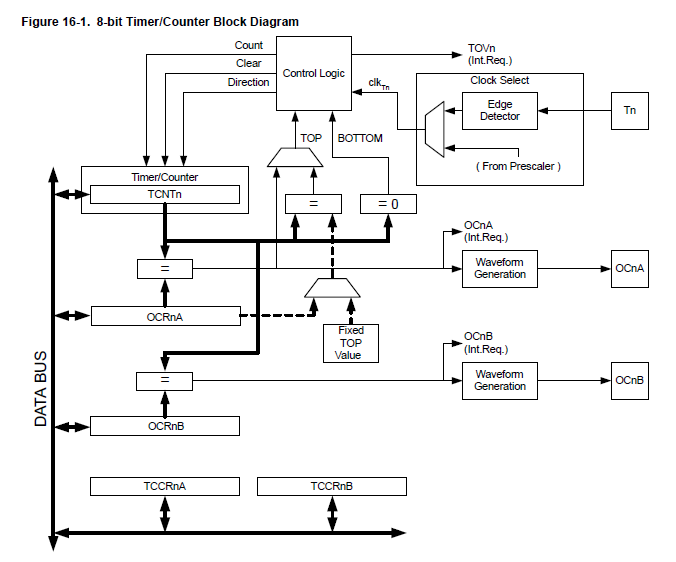 Figure 16-1. 8-bit Timer/Counter Block Diagram
Count
Clear
Direction
Control Logic
TOVn
(Int.Req.)
clkTn
Clock Select
Edge
Detector
Tn
( From Prescaler )
TOP
BOTTOM
Timer/Counter
TCNTn
=
= 0
OCnA
(Int.Req.)
=
Waveform
Generation
OCnA
OCRnA
Fixed
TOP
Value
OCnB
(Int.Req.)
=
Waveform
Generation
OCnB
OCRnB
DATA BUS
TCCRnA
TCCRnB